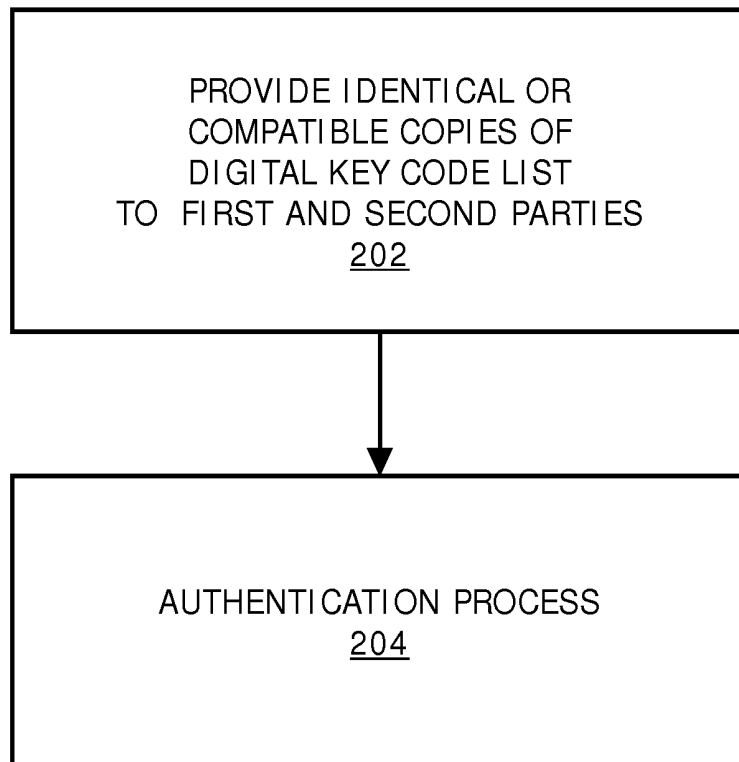 PROVIDE IDENTICAL OR
COMPATIBLE COPIES OF
DIGITAL KEY CODE LIST
TO FIRST AND SECOND PARTIES
202
AUTHENTICATION PROCESS
204